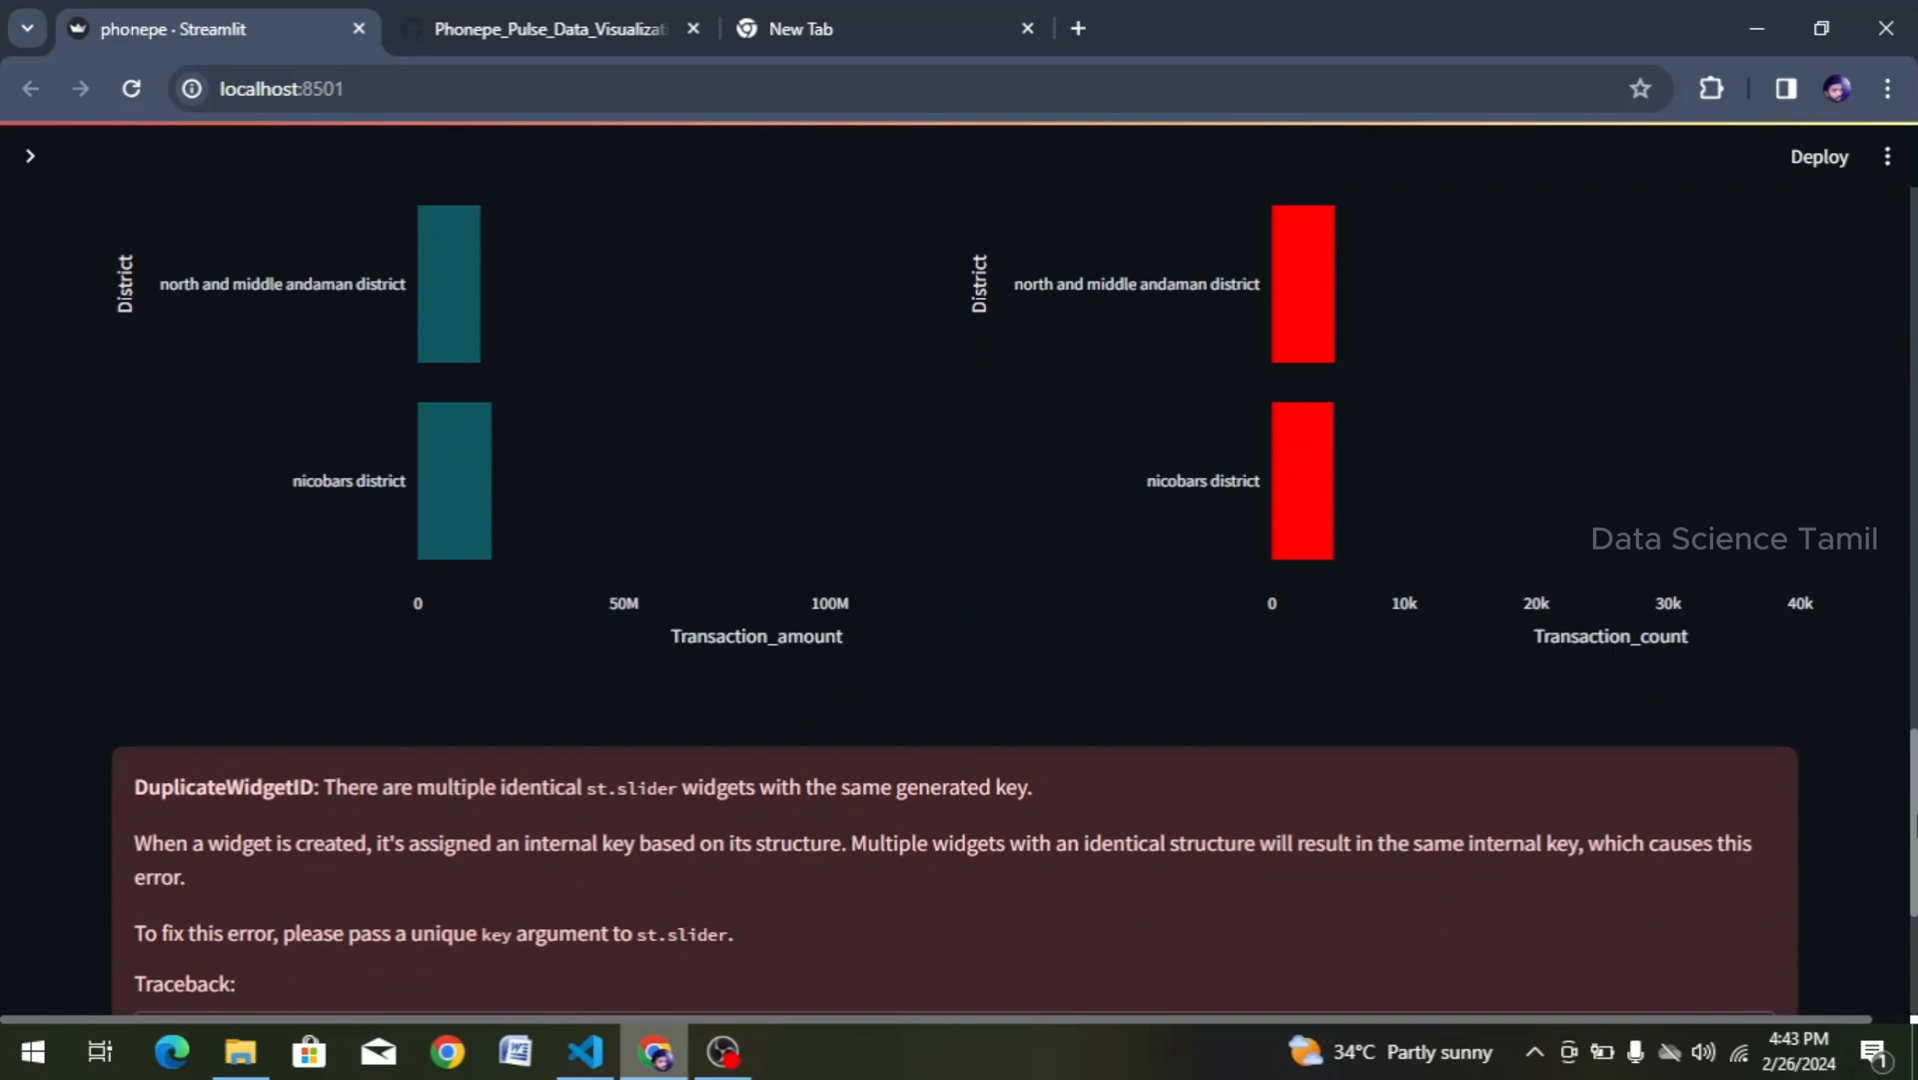 phonepe · Streamlit
Phonepe_Pulse_Data_Visualizati
New Tab
localhost:8501
Deploy
District
north and middle andaman district
nicobars district
0 50M 100M
Transaction_amount
District
north and middle andaman district
nicobars district
0 10k 20k 30k 40k
Transaction_count
Data Science Tamil
DuplicateWidgetID: There are multiple identical st.slider widgets with the same generated key.
When a widget is created, it's assigned an internal key based on its structure. Multiple widgets with an identical structure will result in the same internal key, which causes this
error.
To fix this error, please pass a unique key argument to st.slider.
Traceback:
34°C Partly sunny
4:43 PM
2/26/2024
1